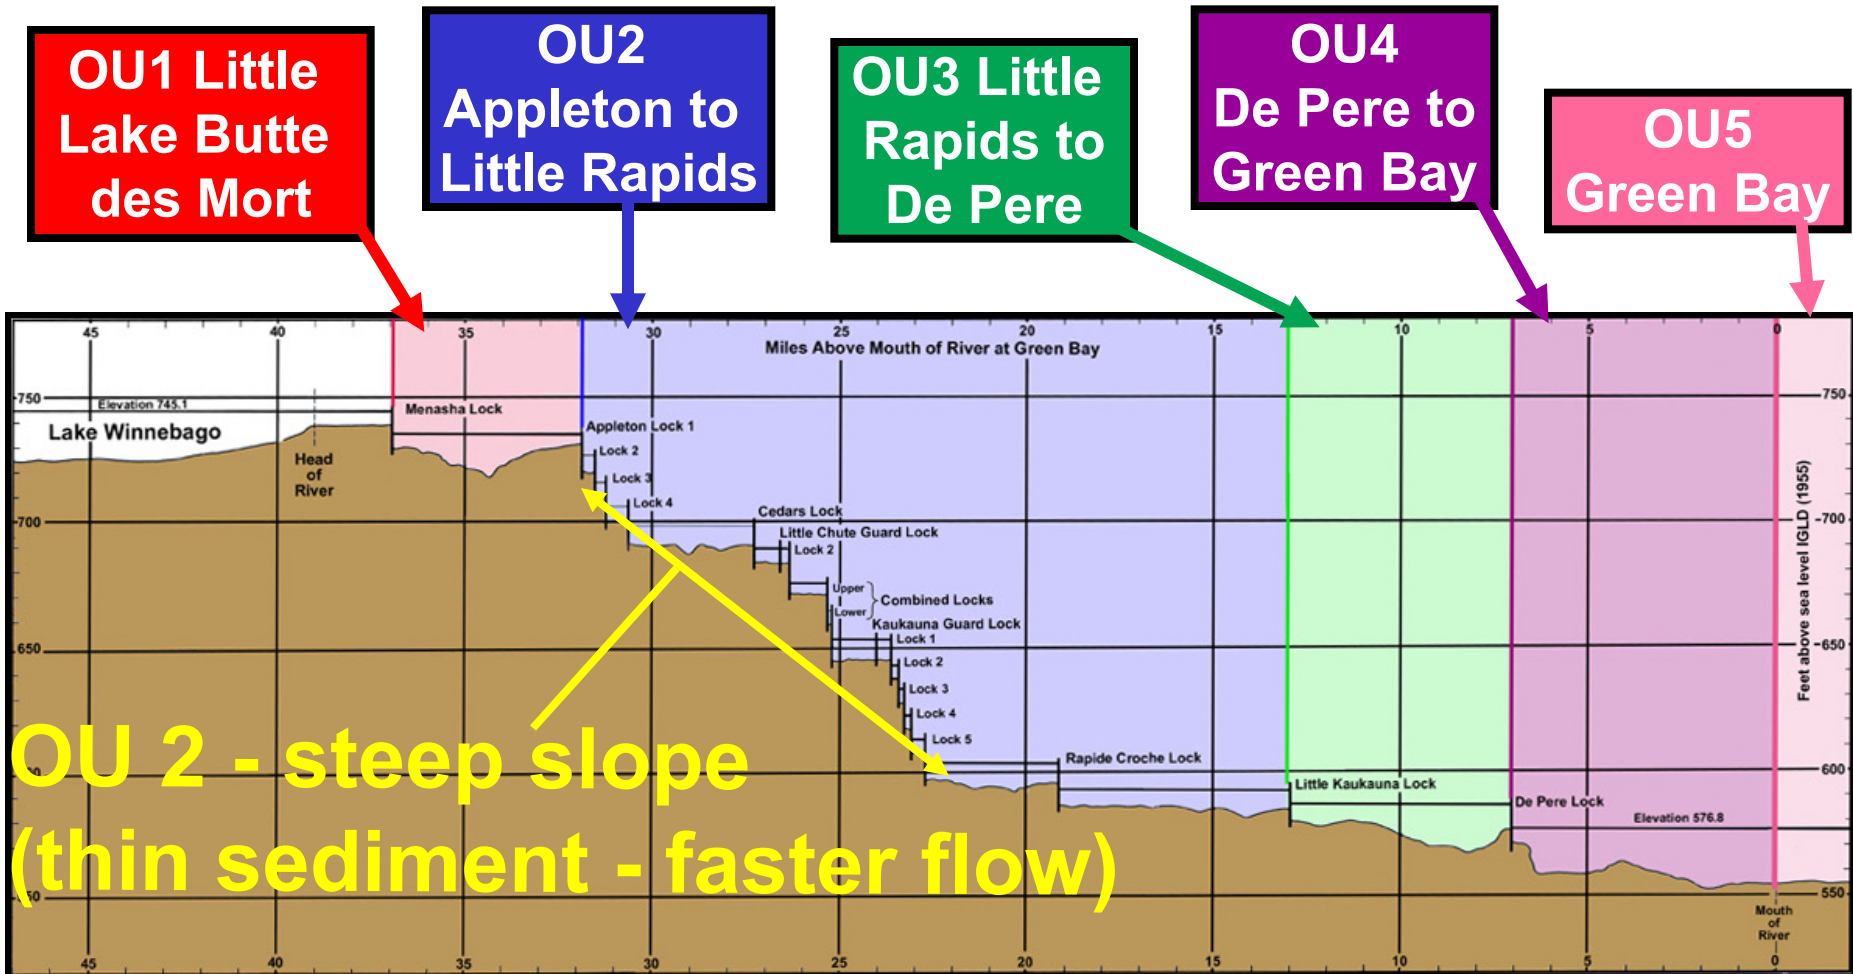 OU1 Little
Lake Butte
des Mort
OU2
Appleton to
Little Rapids
OU3 Little
Rapids to
De Pere
OU4
De Pere to
Green Bay
OU5
Green Bay
45 40 35 30 25 20 15 10 5 0
Miles Above Mouth of River at Green Bay
750
750
Elevation 745.1
Menasha Lock
Lake Winnebago
Appleton Lock 1
Lock 2
Head
of
River
Lock 3
Lock 4
700
700
Cedars Lock
Little Chute Guard Lock
Lock 2
Upper
Lower
Combined Locks
Kaukauna Guard Lock
Lock 1
650
650
Lock 2
Lock 3
Lock 4
Lock 5
Feet above sea level IGLD (1955)
OU 2 - steep slope
(thin sediment - faster flow)
Rapide Croche Lock
600
Little Kaukauna Lock
De Pere Lock
Elevation 576.8
550
Mouth
of
River
45 40 35 30 25 20 15 10 5 0